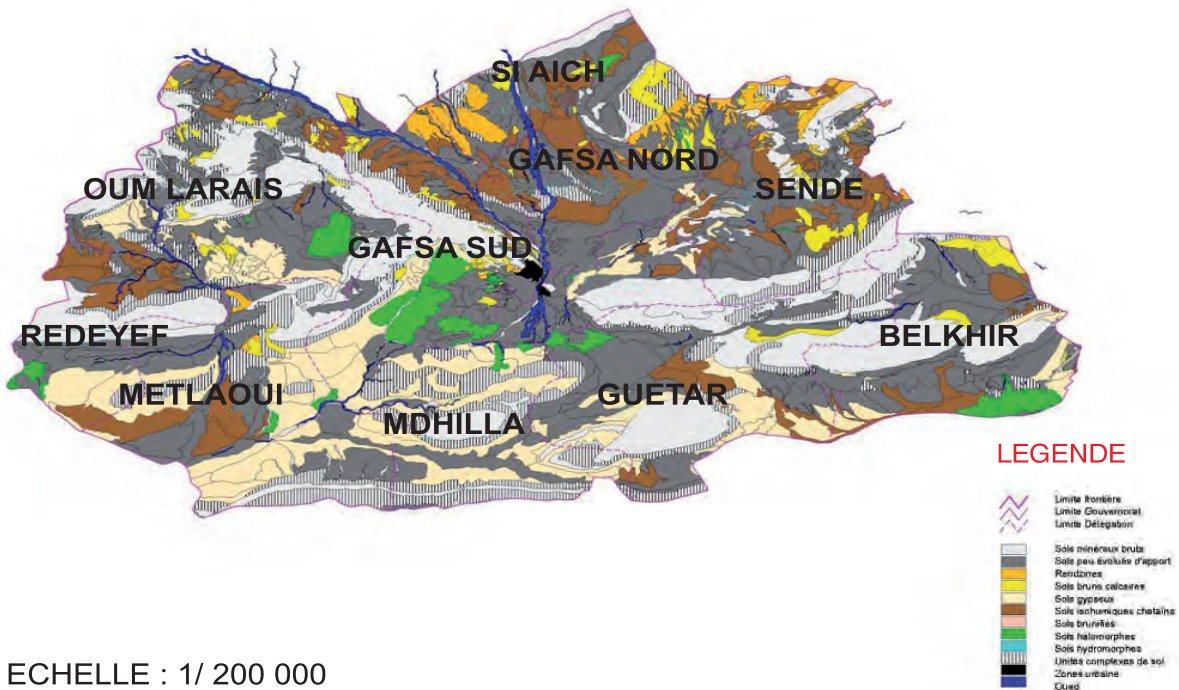 SI AICH
GAFSA NORD
OUM LARAIS
SENDE
GAFSA SUD
REDEYEF
BELKHIR
METLAOUI
GUETAR
MDHILLA
LEGENDE
Limite frontière
Limite Gouvernorat
Limite Délégation
Sols minéraux bruts
Sols peu évolués d'apport
Rendzines
Sols bruns calcaires
Sols gypseux
Sols isohumiques chatains
Sols brunifiés
Sols halomorphes
Sols hydromorphes
Unités complexes de sol
Zones urbaine
Oued
ECHELLE : 1/ 200 000